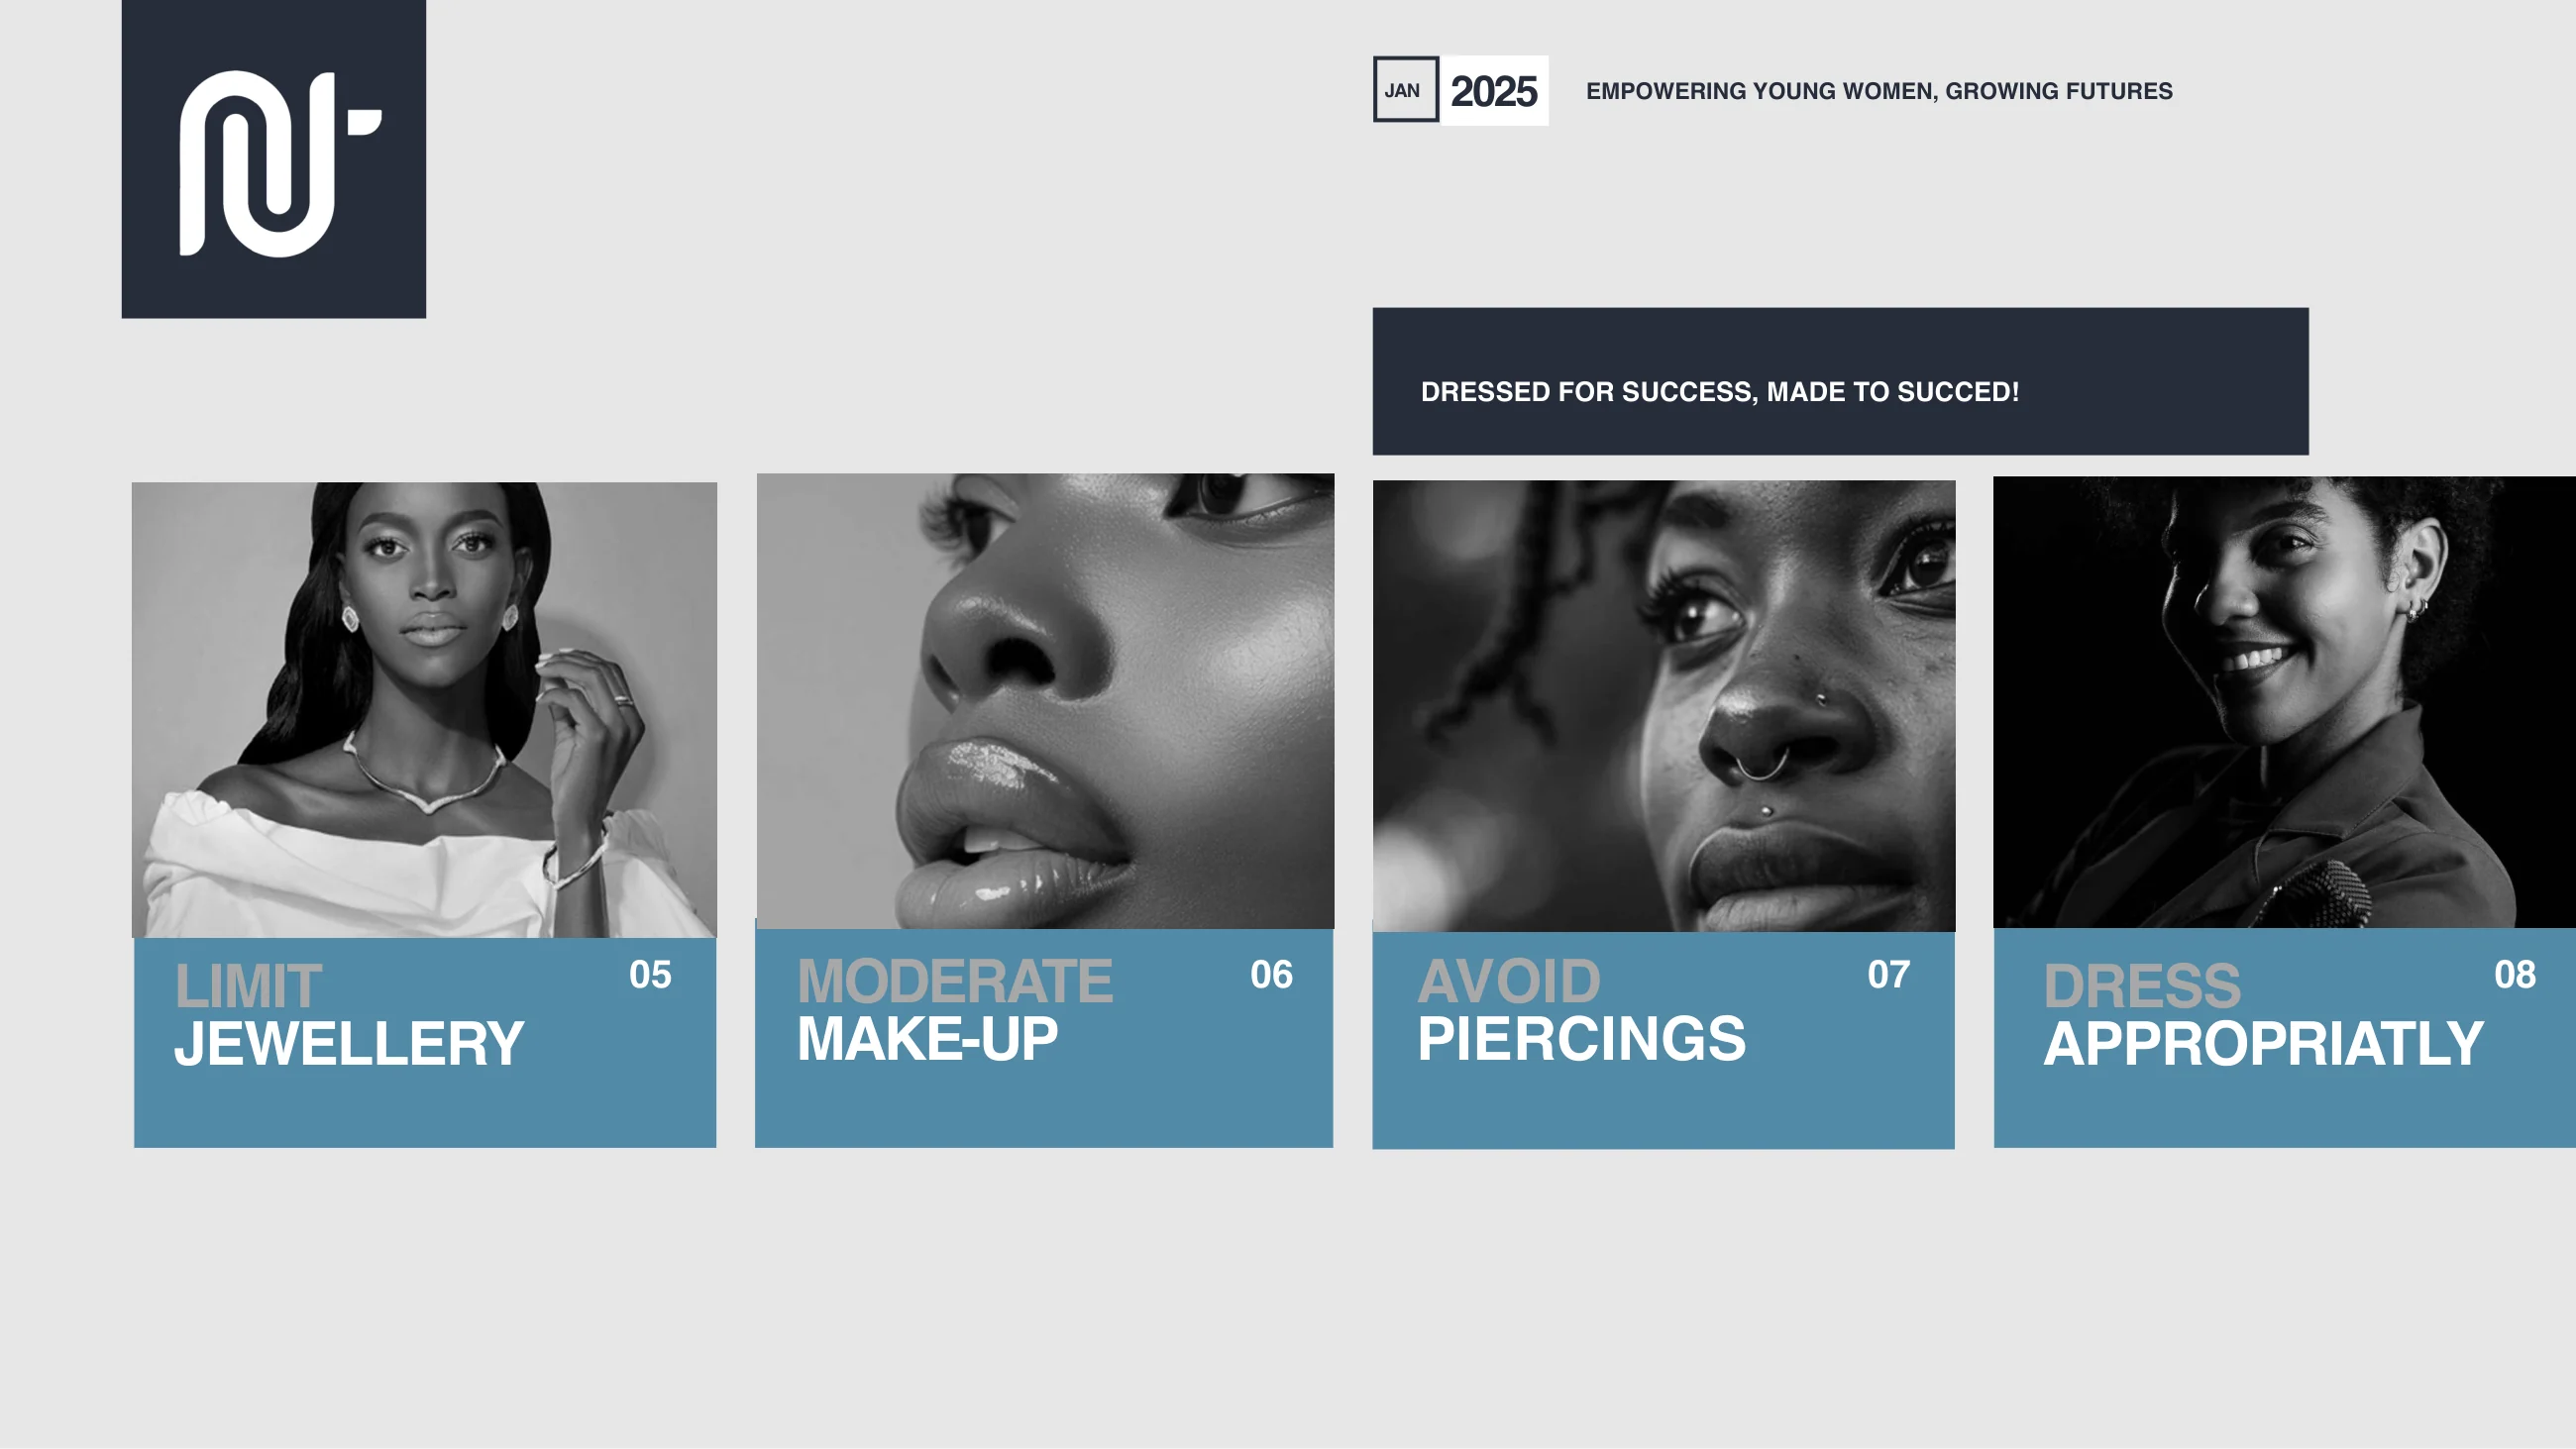 JAN 2025 EMPOWERING YOUNG WOMEN, GROWING FUTURES
DRESSED FOR SUCCESS, MADE TO SUCCED!
LIMIT
JEWELLERY
05
MODERATE
MAKE-UP
06
AVOID
PIERCINGS
07
DRESS
APPROPRIATLY
08